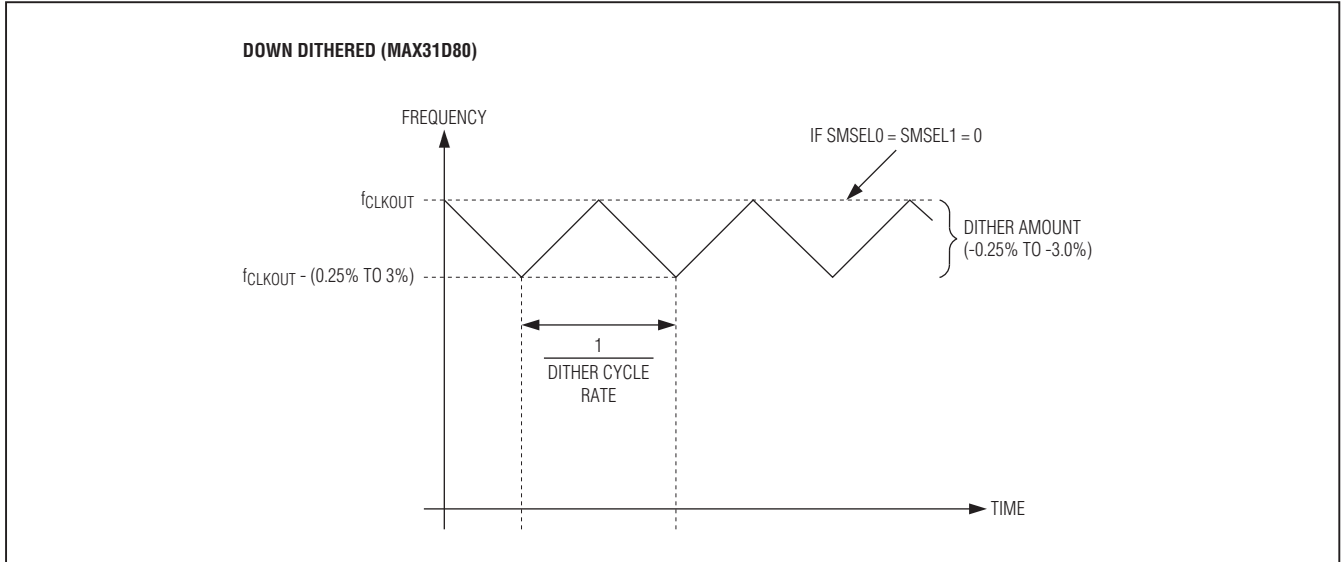 DOWN DITHERED (MAX31D80)
FREQUENCY
IF SMSEL0 = SMSEL1 = 0
fCLKOUT
DITHER AMOUNT
(-0.25% TO -3.0%)
fCLKOUT - (0.25% TO 3%)
1
DITHER CYCLE
RATE
TIME